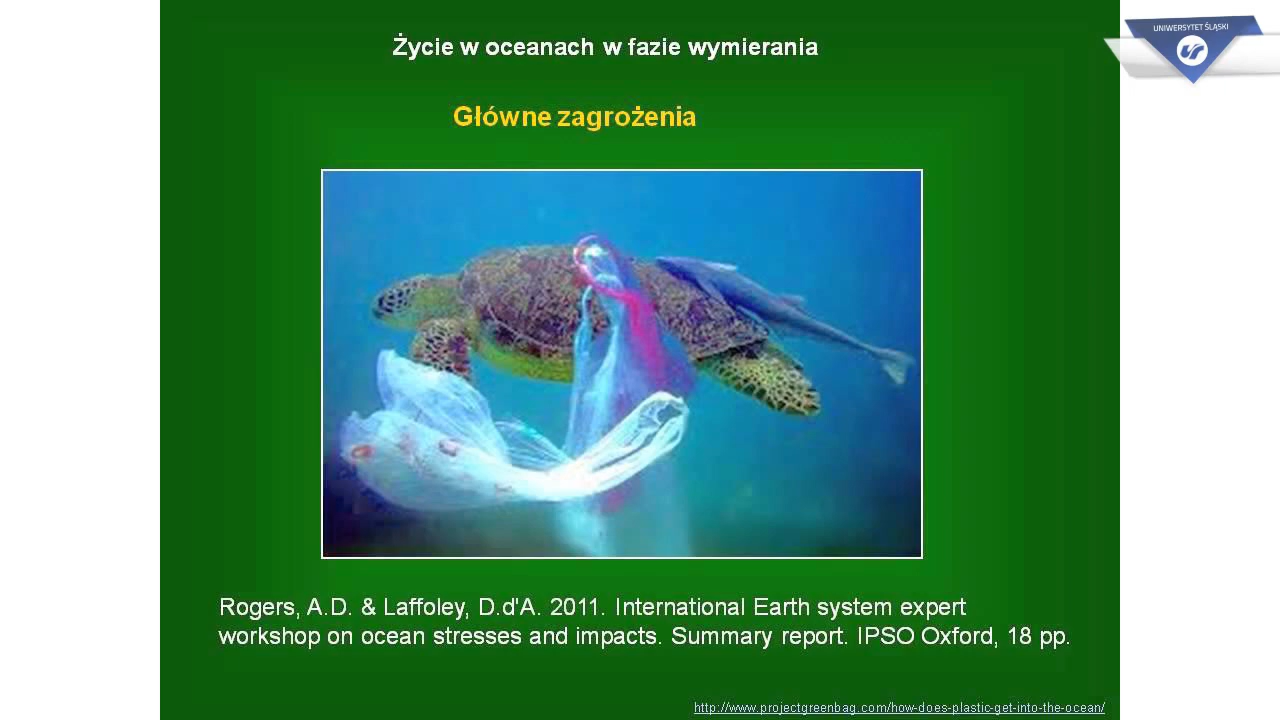 Życie w oceanach w fazie wymierania
UNIWERSYTET ŚLĄSKI
Główne zagrożenia
Rogers, A.D. & Laffoley, D.d'A. 2011. International Earth system expert
workshop on ocean stresses and impacts. Summary report. IPSO Oxford, 18 pp.
http://www.projectgreenbag.com/how-does-plastic-get-into-the-ocean/